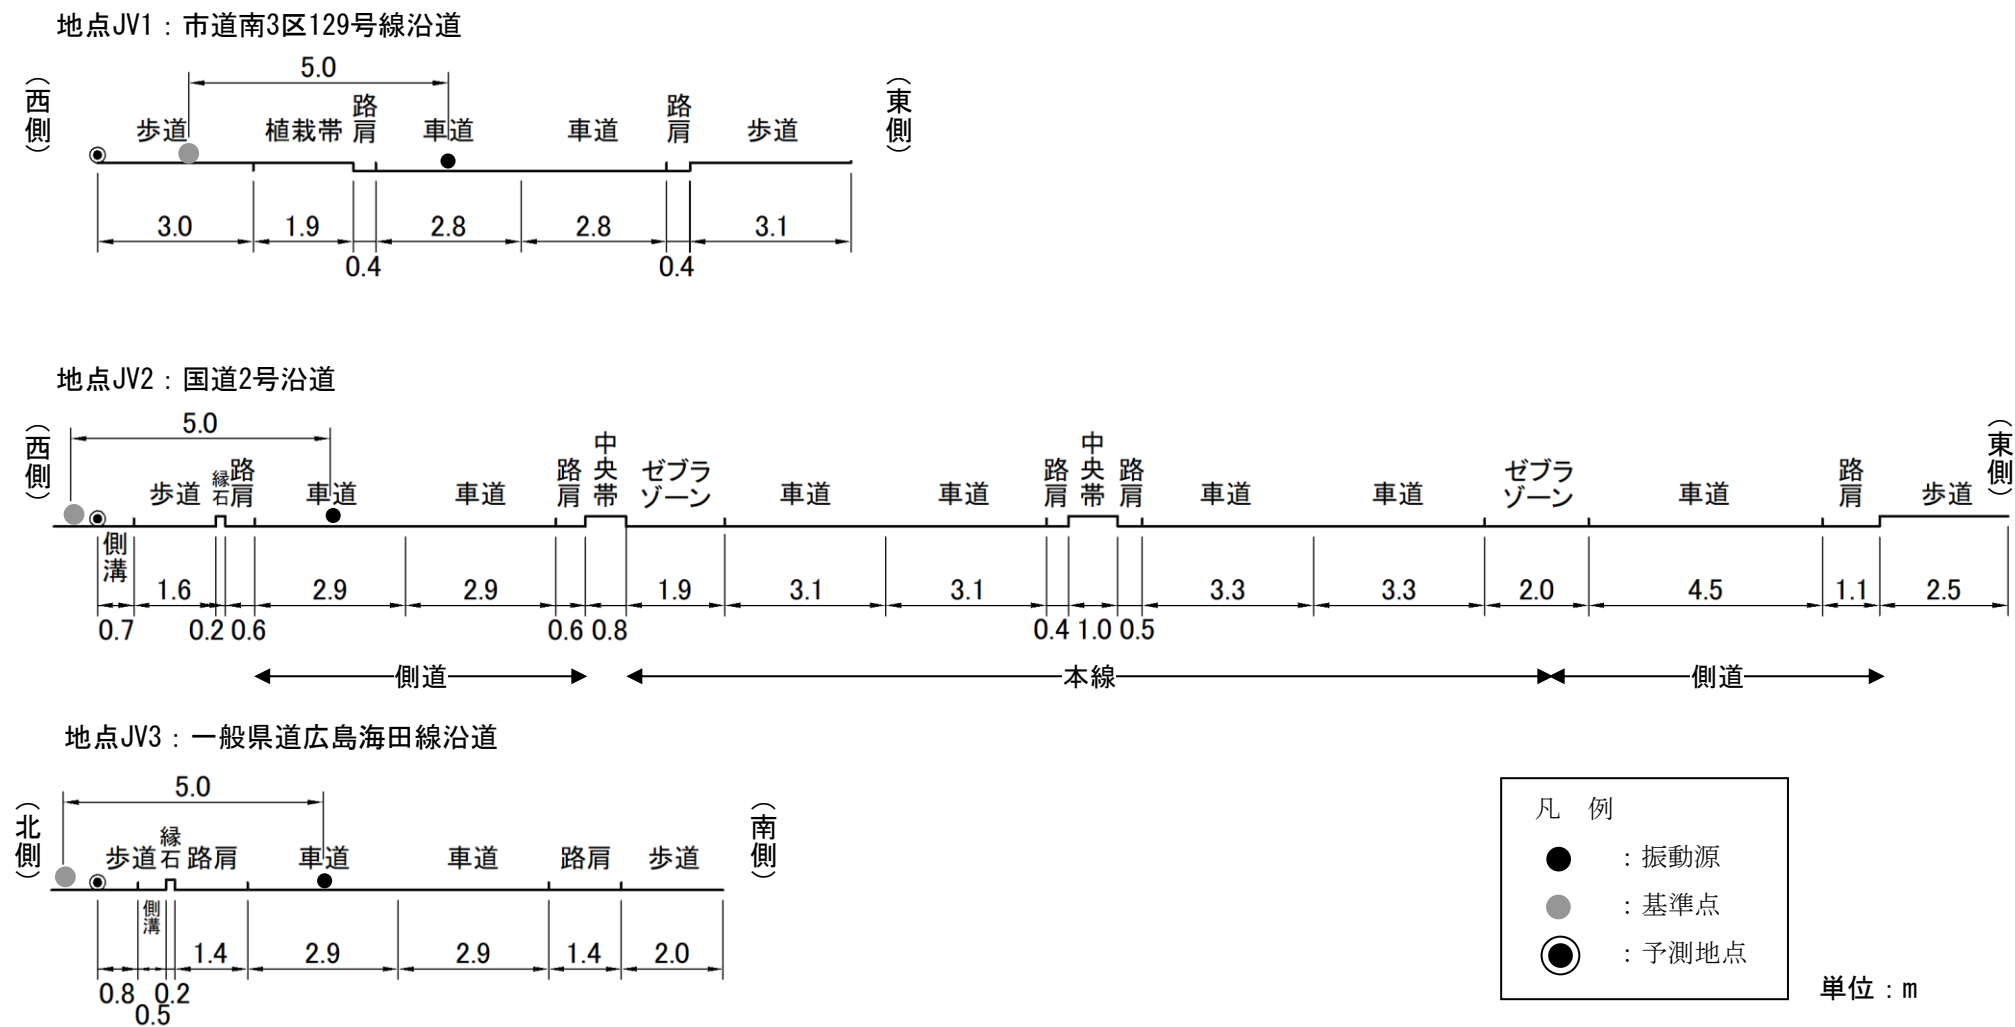 地点JV1：市道南3区129号線沿道
5.0
（西側）
（東側）
歩道 植栽帯 路肩 車道 車道 路肩 歩道
3.0 1.9 2.8 2.8 3.1
0.4 0.4
地点JV2：国道2号沿道
5.0
（西側）
（東側）
歩道 縁石 路肩 車道 車道 路肩 中央帯 ゼブラゾーン 車道 車道 路肩 中央帯 路肩 車道 車道 ゼブラゾーン 車道 路肩 歩道
側溝
1.6 2.9 2.9 1.9 3.1 3.1 3.3 3.3 2.0 4.5 1.1 2.5
0.7 0.2 0.6 0.6 0.8 0.4 1.0 0.5
側道 本線 側道
地点JV3：一般県道広島海田線沿道
5.0
（北側）
（南側）
歩道 縁石 路肩 車道 車道 路肩 歩道
側溝
1.4 2.9 2.9 1.4 2.0
0.8 0.2
0.5
凡 例
：振動源
：基準点
：予測地点
単位：m